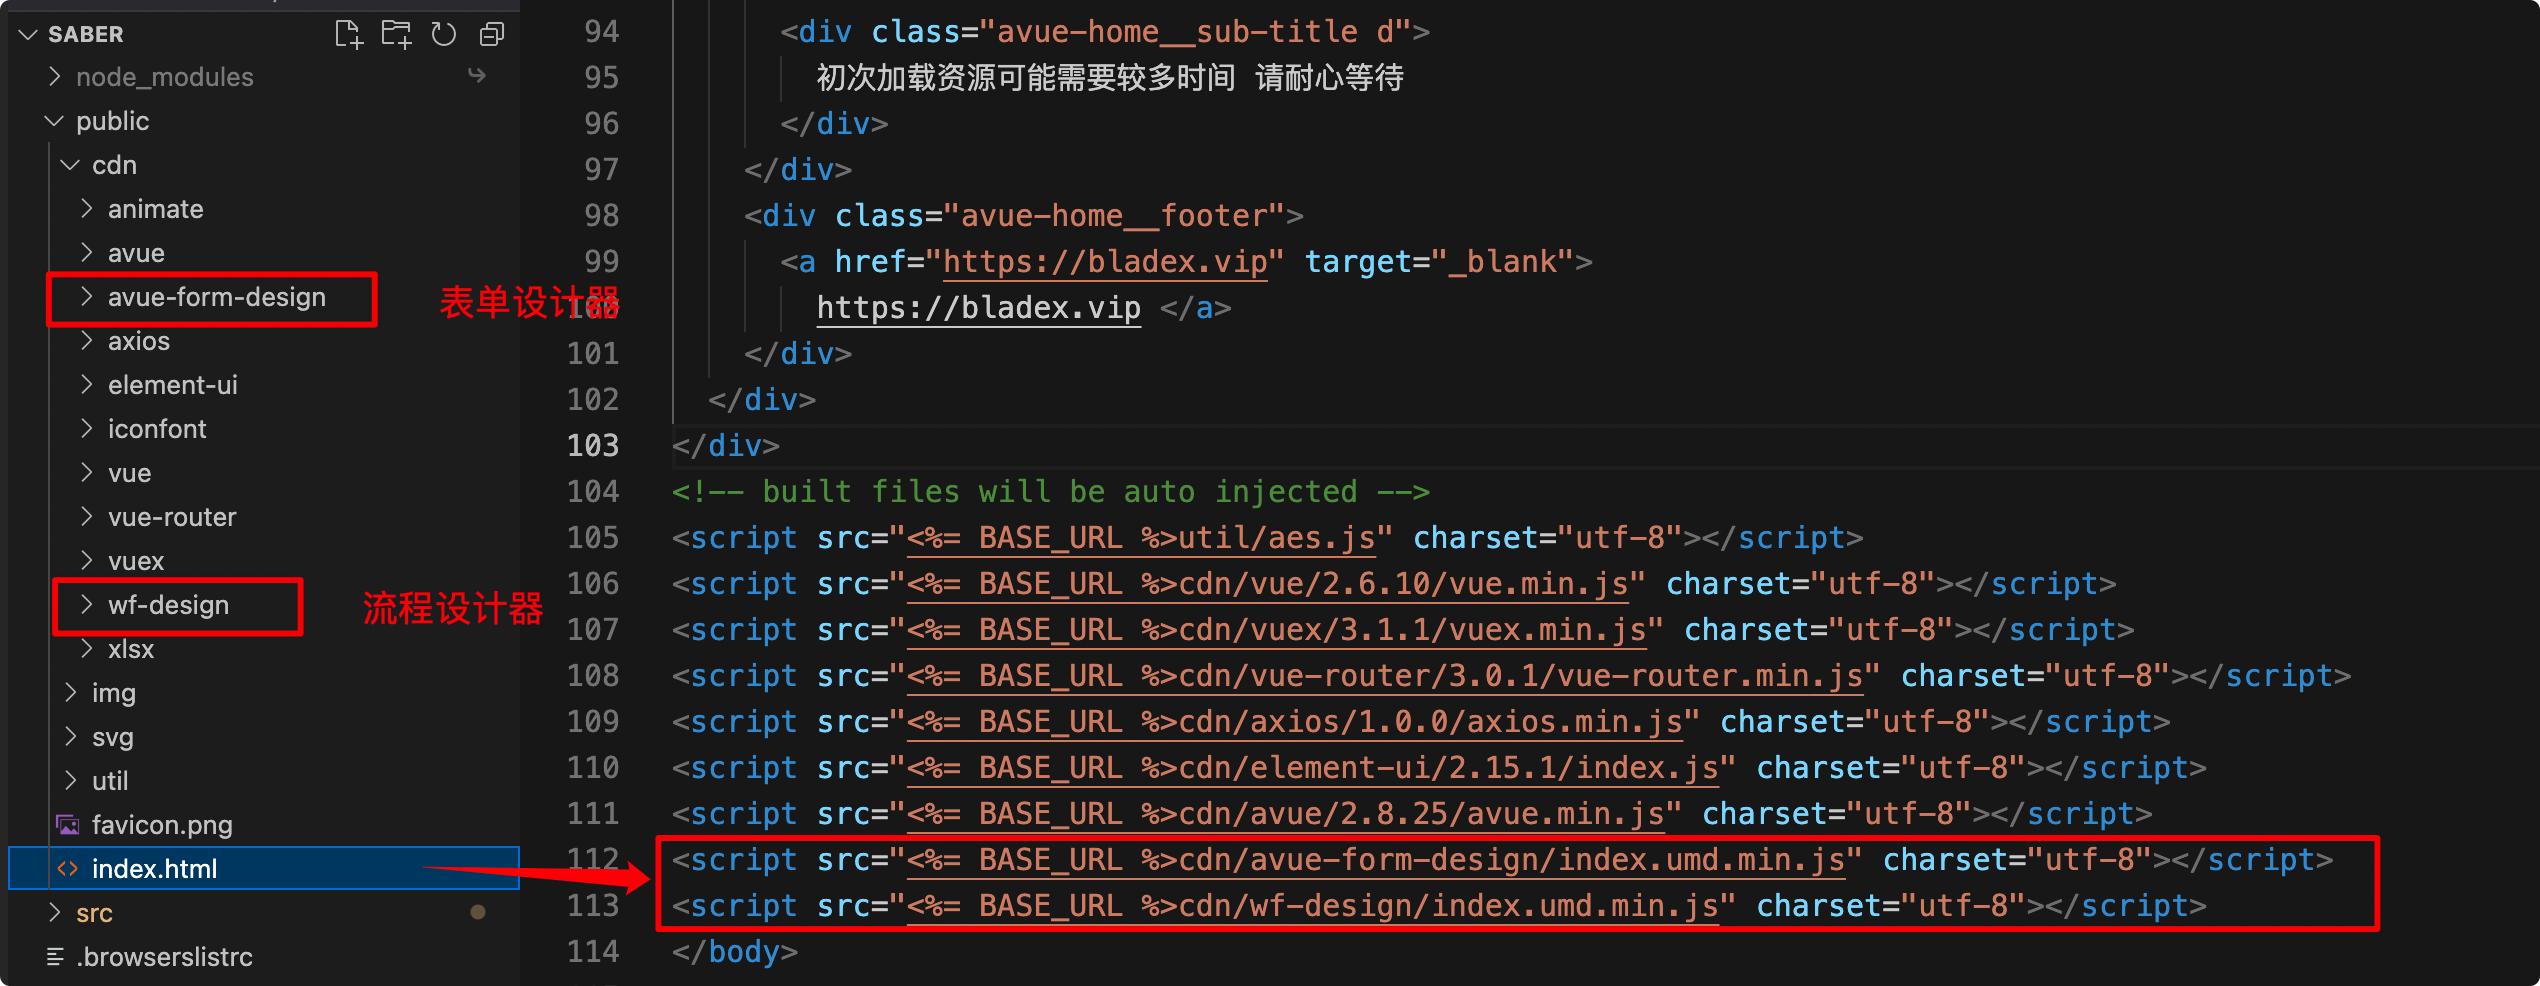 SABER
node_modules
public
cdn
animate
avue
avue-form-design
表单设计器
axios
element-ui
iconfont
vue
vue-router
vuex
wf-design
流程设计器
xlsx
img
svg
util
favicon.png
index.html
src
.browserslistrc
94 <div class="avue-home__sub-title d">
95 初次加载资源可能需要较多时间 请耐心等待
96 </div>
97 </div>
98 <div class="avue-home__footer">
99 <a href="https://bladex.vip" target="_blank">
100 https://bladex.vip </a>
101 </div>
102 </div>
103 </div>
104 <!-- built files will be auto injected -->
105 <script src="<%= BASE_URL %>util/aes.js" charset="utf-8"></script>
106 <script src="<%= BASE_URL %>cdn/vue/2.6.10/vue.min.js" charset="utf-8"></script>
107 <script src="<%= BASE_URL %>cdn/vuex/3.1.1/vuex.min.js" charset="utf-8"></script>
108 <script src="<%= BASE_URL %>cdn/vue-router/3.0.1/vue-router.min.js" charset="utf-8"></script>
109 <script src="<%= BASE_URL %>cdn/axios/1.0.0/axios.min.js" charset="utf-8"></script>
110 <script src="<%= BASE_URL %>cdn/element-ui/2.15.1/index.js" charset="utf-8"></script>
111 <script src="<%= BASE_URL %>cdn/avue/2.8.25/avue.min.js" charset="utf-8"></script>
112 <script src="<%= BASE_URL %>cdn/avue-form-design/index.umd.min.js" charset="utf-8"></script>
113 <script src="<%= BASE_URL %>cdn/wf-design/index.umd.min.js" charset="utf-8"></script>
114 </body>